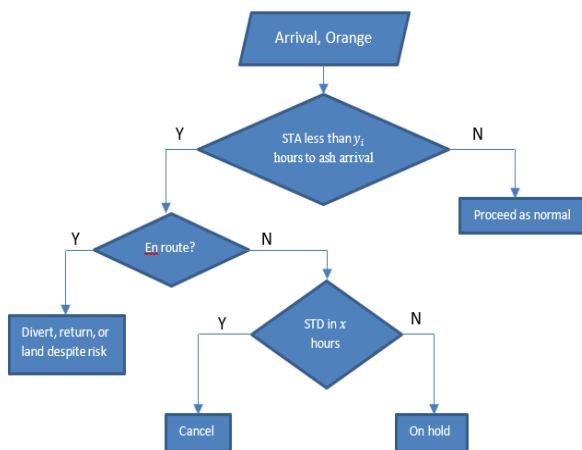 Arrival, Orange
STA less than yᵢ
hours to ash arrival
Y
N
Proceed as normal
En route?
Y
N
Divert, return, or
land despite risk
STD in x
hours
Y
N
Cancel
On hold